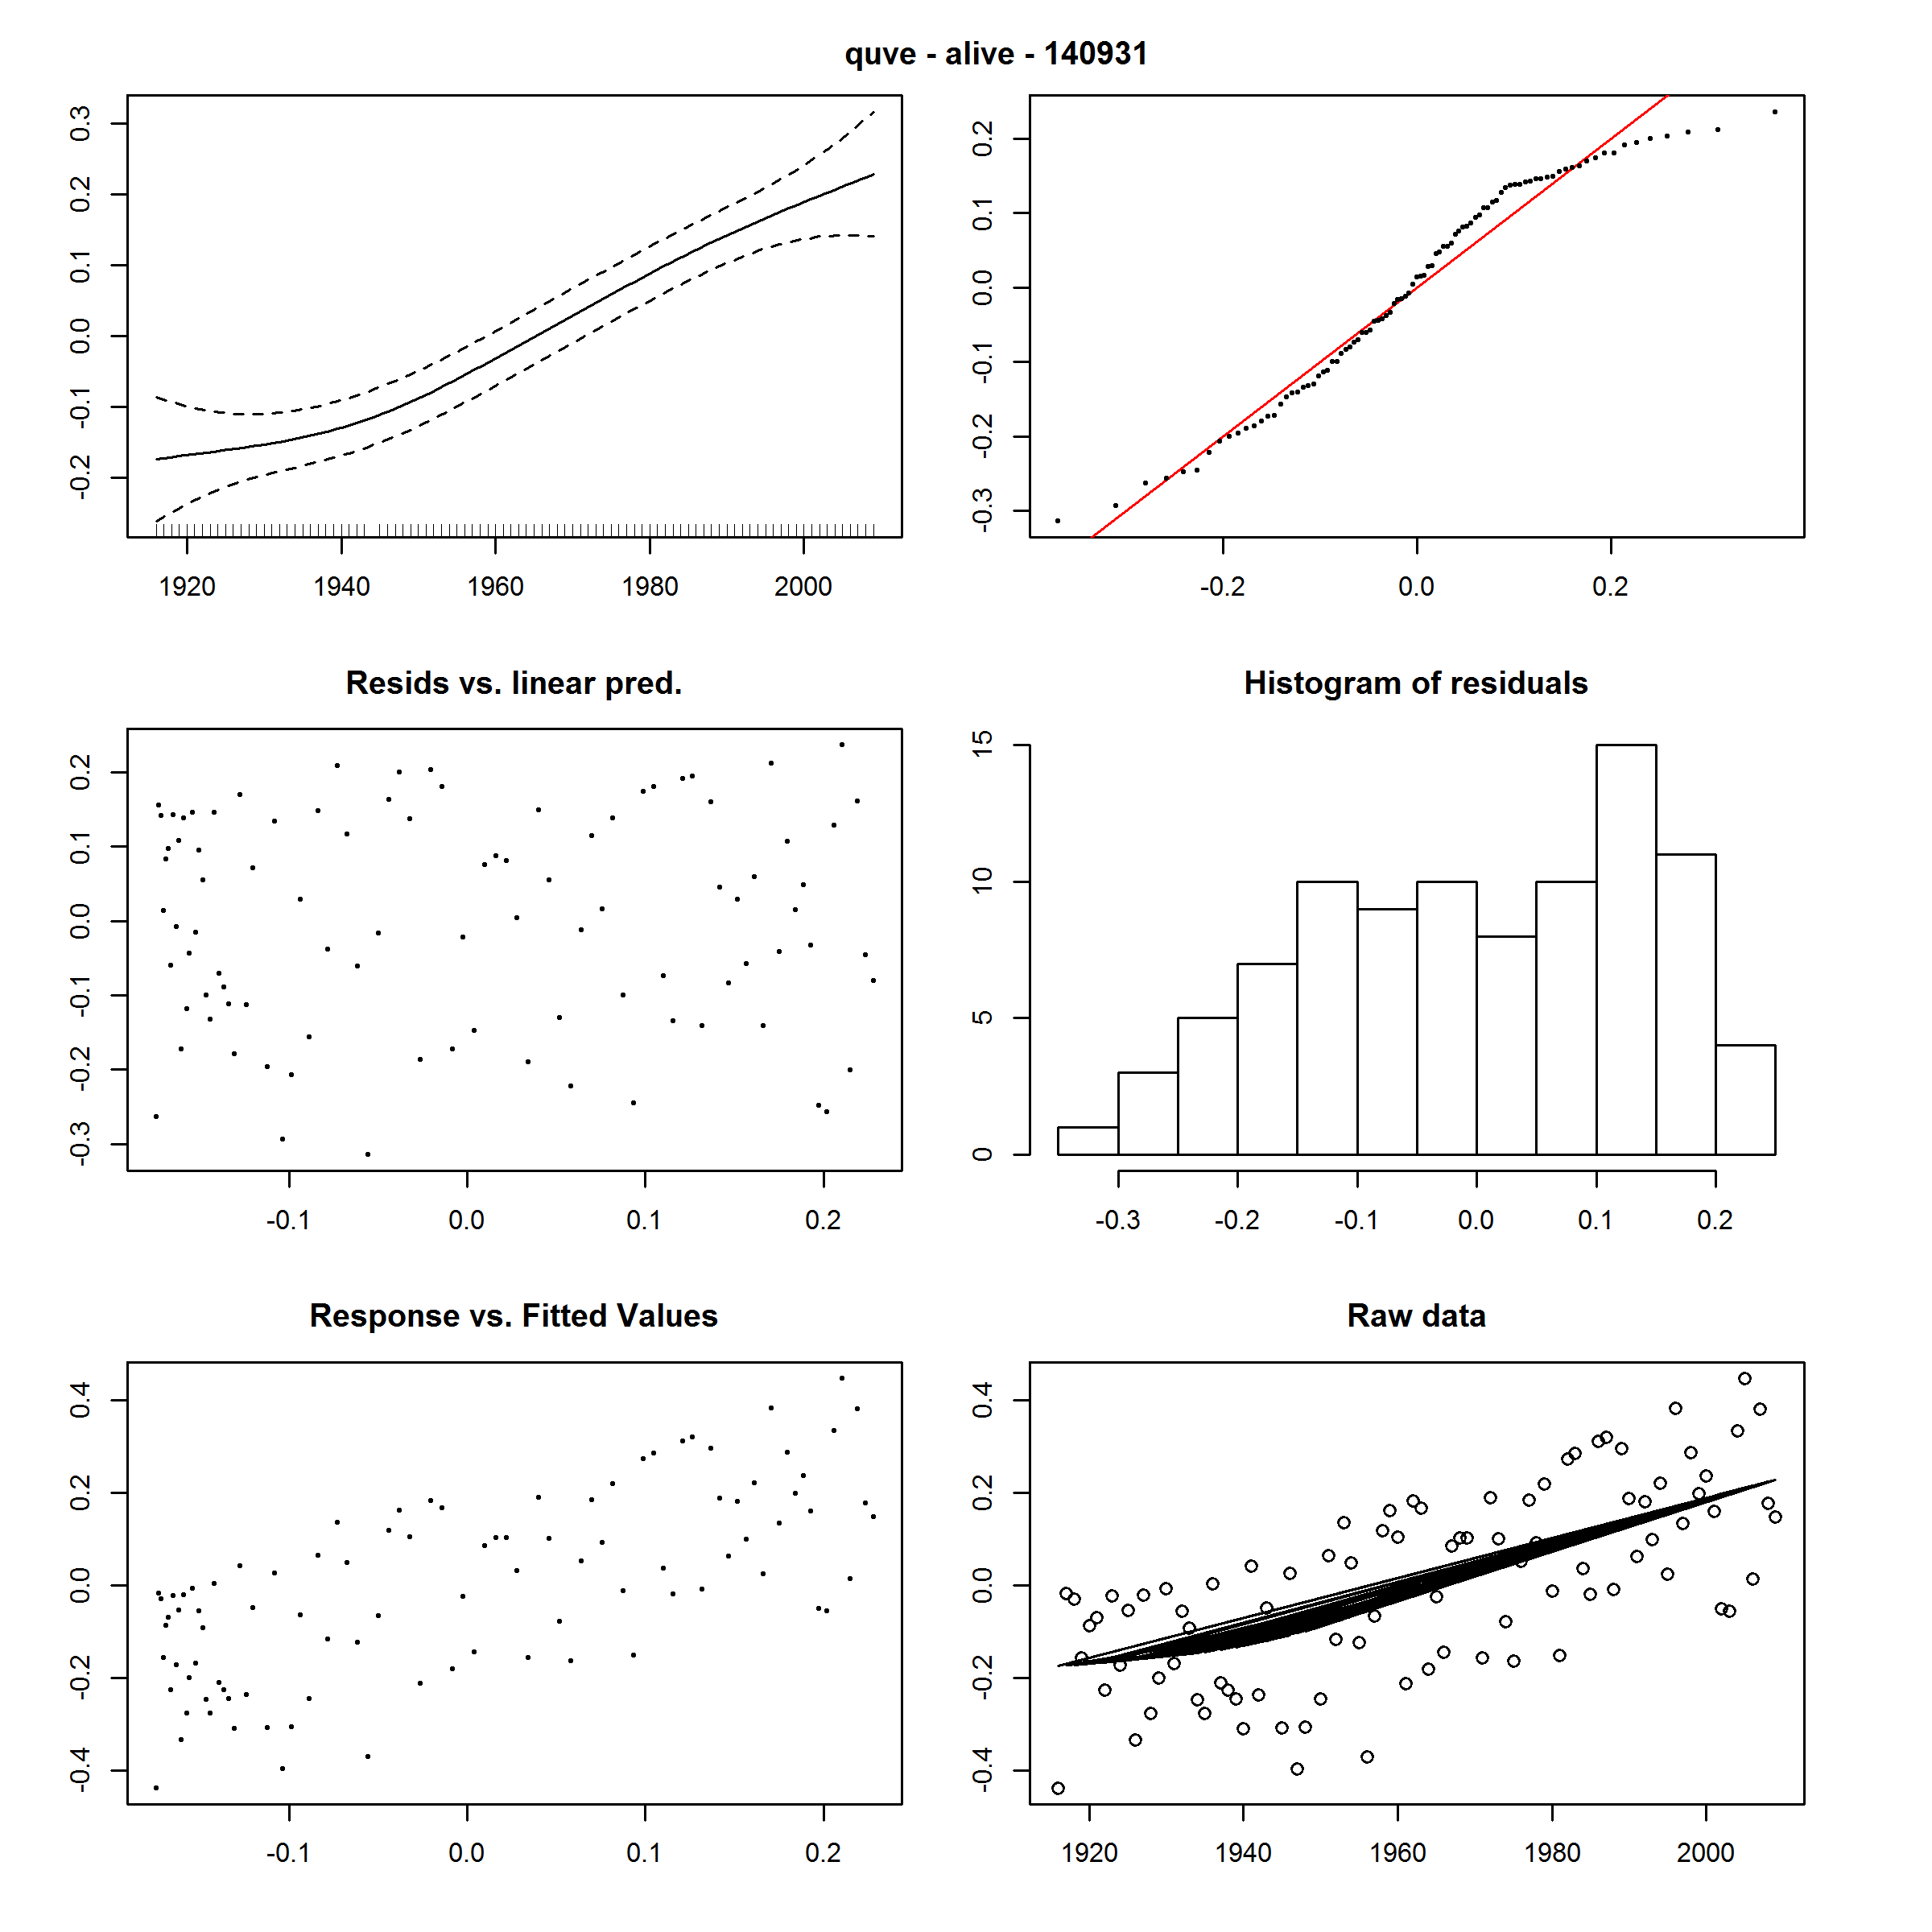 quve - alive - 140931
0.3
0.2
0.1
0.0
-0.1
-0.2
1920 1940 1960 1980 2000
0.2
0.1
0.0
-0.1
-0.2
-0.3
-0.2 0.0 0.2
Resids vs. linear pred.
0.2
0.1
0.0
-0.1
-0.2
-0.3
-0.1 0.0 0.1 0.2
Histogram of residuals
15
10
5
0
-0.3 -0.2 -0.1 0.0 0.1 0.2
Response vs. Fitted Values
0.4
0.2
0.0
-0.2
-0.4
-0.1 0.0 0.1 0.2
Raw data
0.4
0.2
0.0
-0.2
-0.4
1920 1940 1960 1980 2000